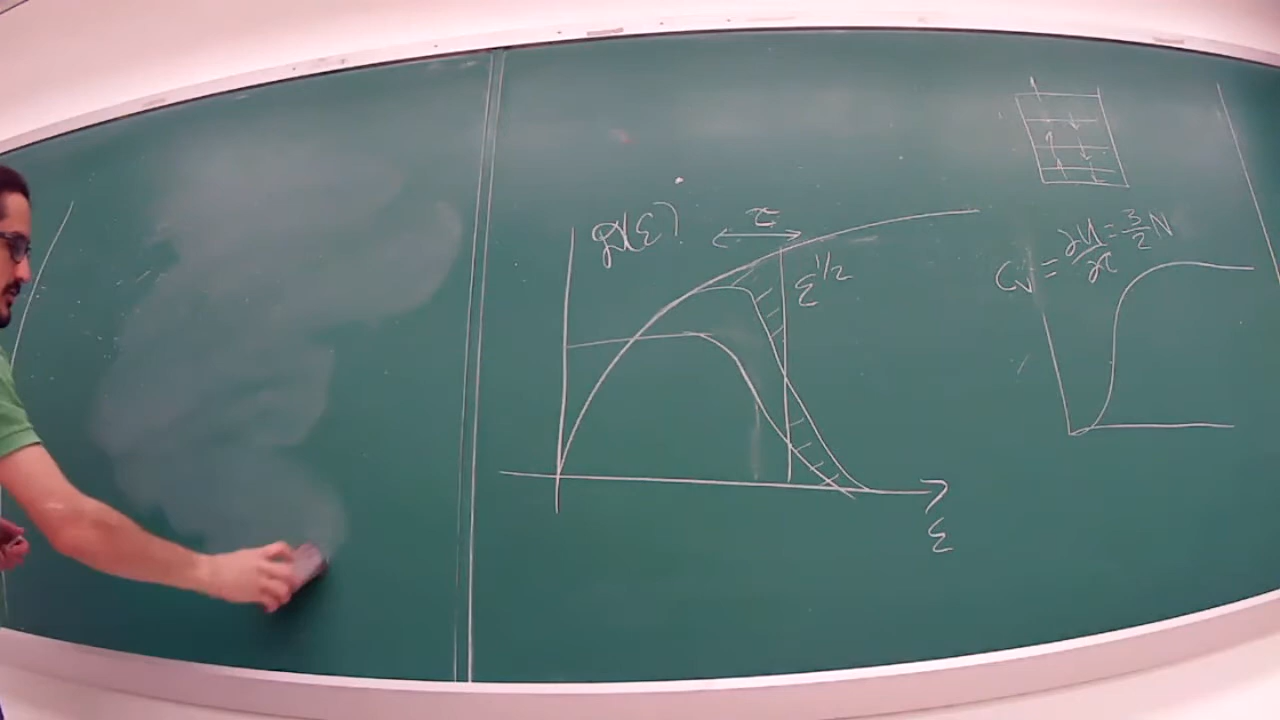 D(ε)
τ
ε^{1/2}
C_V = ∂U/∂τ = 3/2 N
ε